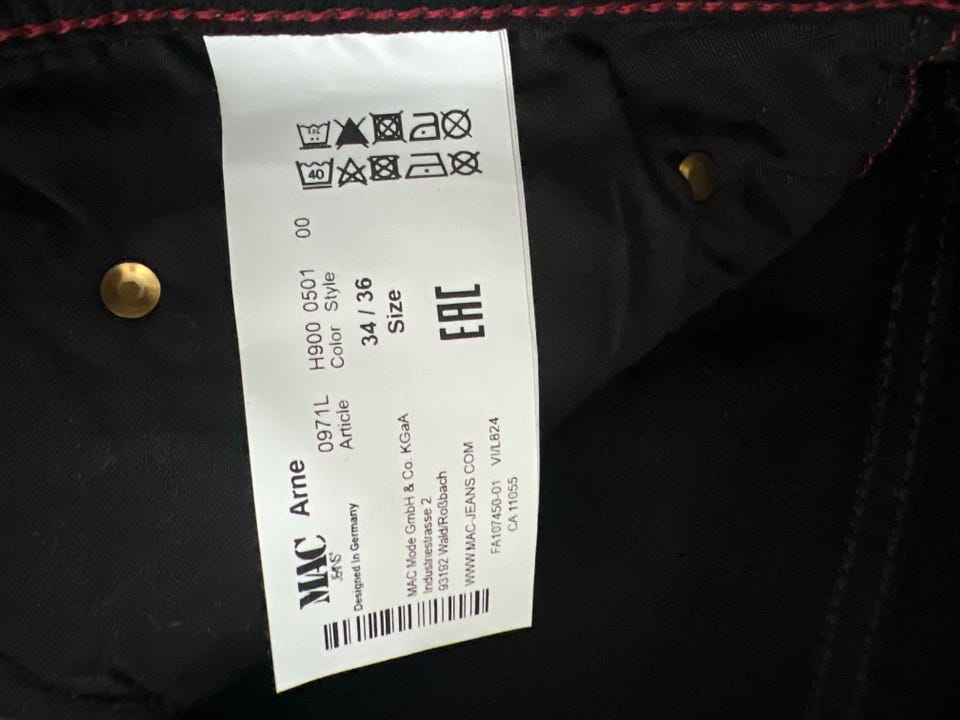 MAC Arne
JEANS
Designed in Germany
0971L H900 0501 00
Article Color Style
34 / 36
Size
MAC Mode GmbH & Co. KGaA
Industriestrasse 2
93192 Wald/Roßbach
WWW.MAC-JEANS.COM
EAC
FA107450-01 VI/L824
CA 11055
40